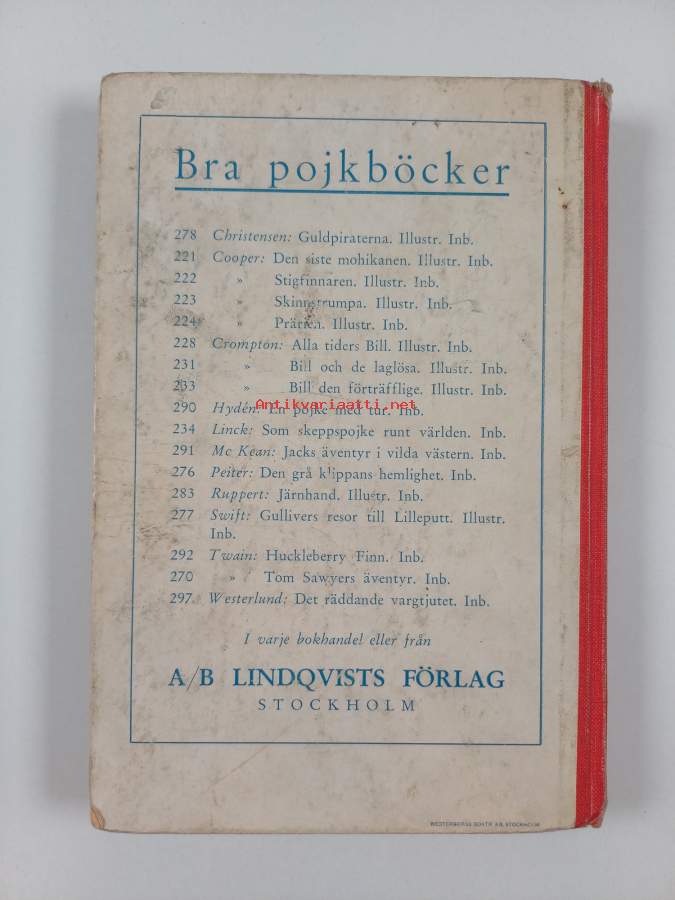 Bra pojkböcker
278 Christensen: Guldpiraterna. Illustr. Inb.
221 Cooper: Den siste mohikanen. Illustr. Inb.
222 » Stigfinnaren. Illustr. Inb.
223 » Skinnstrumpa. Illustr. Inb.
224 » Prärien. Illustr. Inb.
228 Crompton: Alla tiders Bill. Illustr. Inb.
231 » Bill och de laglösa. Illustr. Inb.
233 » Bill den förträfflige. Illustr. Inb.
Antikvariaatti.net
290 Hydén: En pojke med tur. Inb.
234 Linck: Som skeppspojke runt världen. Inb.
291 Mc Kean: Jacks äventyr i vilda västern. Inb.
276 Peiter: Den grå klippans hemlighet. Inb.
283 Ruppert: Järnhand. Illustr. Inb.
277 Swift: Gullivers resor till Lilleputt. Illustr.
Inb.
292 Twain: Huckleberry Finn. Inb.
270 » Tom Sawyers äventyr. Inb.
297 Westerlund: Det räddande vargtjutet. Inb.
I varje bokhandel eller från
A/B LINDQVISTS FÖRLAG
STOCKHOLM